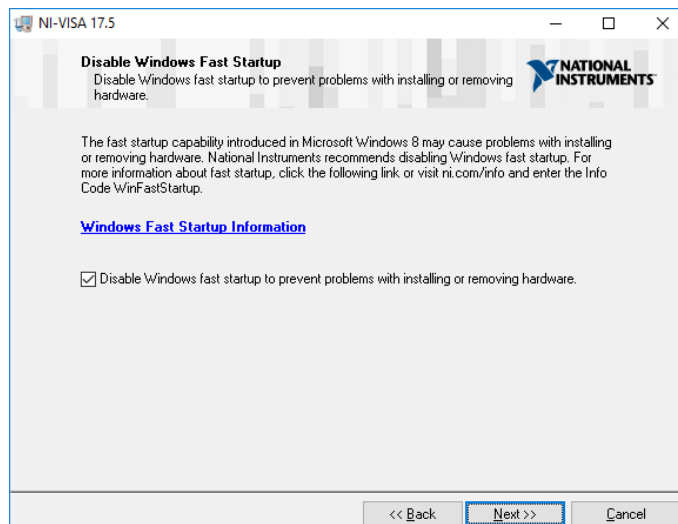 NI-VISA 17.5
Disable Windows Fast Startup
Disable Windows fast startup to prevent problems with installing or removing
hardware.
NATIONAL
INSTRUMENTS
The fast startup capability introduced in Microsoft Windows 8 may cause problems with installing
or removing hardware. National Instruments recommends disabling Windows fast startup. For
more information about fast startup, click the following link or visit ni.com/info and enter the Info
Code WinFastStartup.
Windows Fast Startup Information
Disable Windows fast startup to prevent problems with installing or removing hardware.
<< Back
Next >>
Cancel